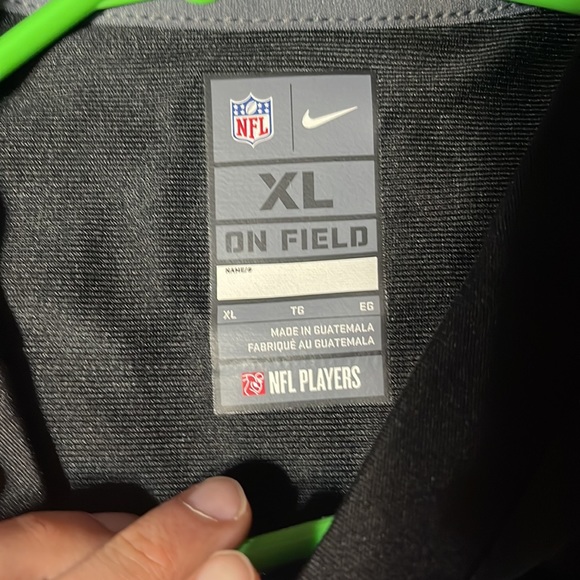 NFL
XL
ON FIELD
NAME/#
XL TG EG
MADE IN GUATEMALA
FABRIQUÉ AU GUATEMALA
NFL PLAYERS